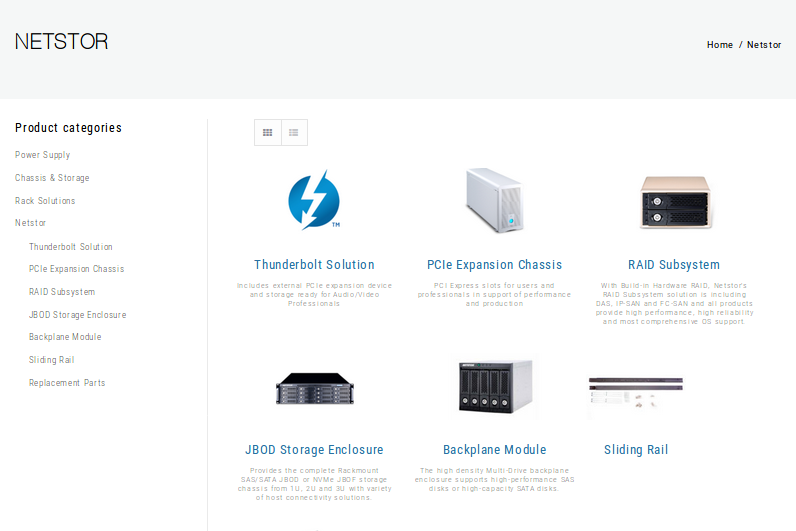 NETSTOR
Home / Netstor
Product categories
Power Supply
Chassis & Storage
Rack Solutions
Netstor
Thunderbolt Solution
PCIe Expansion Chassis
RAID Subsystem
JBOD Storage Enclosure
Backplane Module
Sliding Rail
Replacement Parts
TM
Thunderbolt Solution
Includes external PCIe expansion device
and storage ready for Audio/Video
Professionals
PCIe Expansion Chassis
PCI Express slots for users and
professionals in support of performance
and production
RAID Subsystem
With Build-in Hardware RAID, Netstor's
RAID Subsystem solution is including
DAS, IP-SAN and FC-SAN and all products
provide high performance, high reliability
and most comprehensive OS support.
JBOD Storage Enclosure
Provides the complete Rackmount
SAS/SATA JBOD or NVMe JBOF storage
chassis from 1U, 2U and 3U with variety
of host connectivity solutions.
Backplane Module
The high density Multi-Drive backplane
enclosure supports high-performance SAS
disks or high-capacity SATA disks.
Sliding Rail